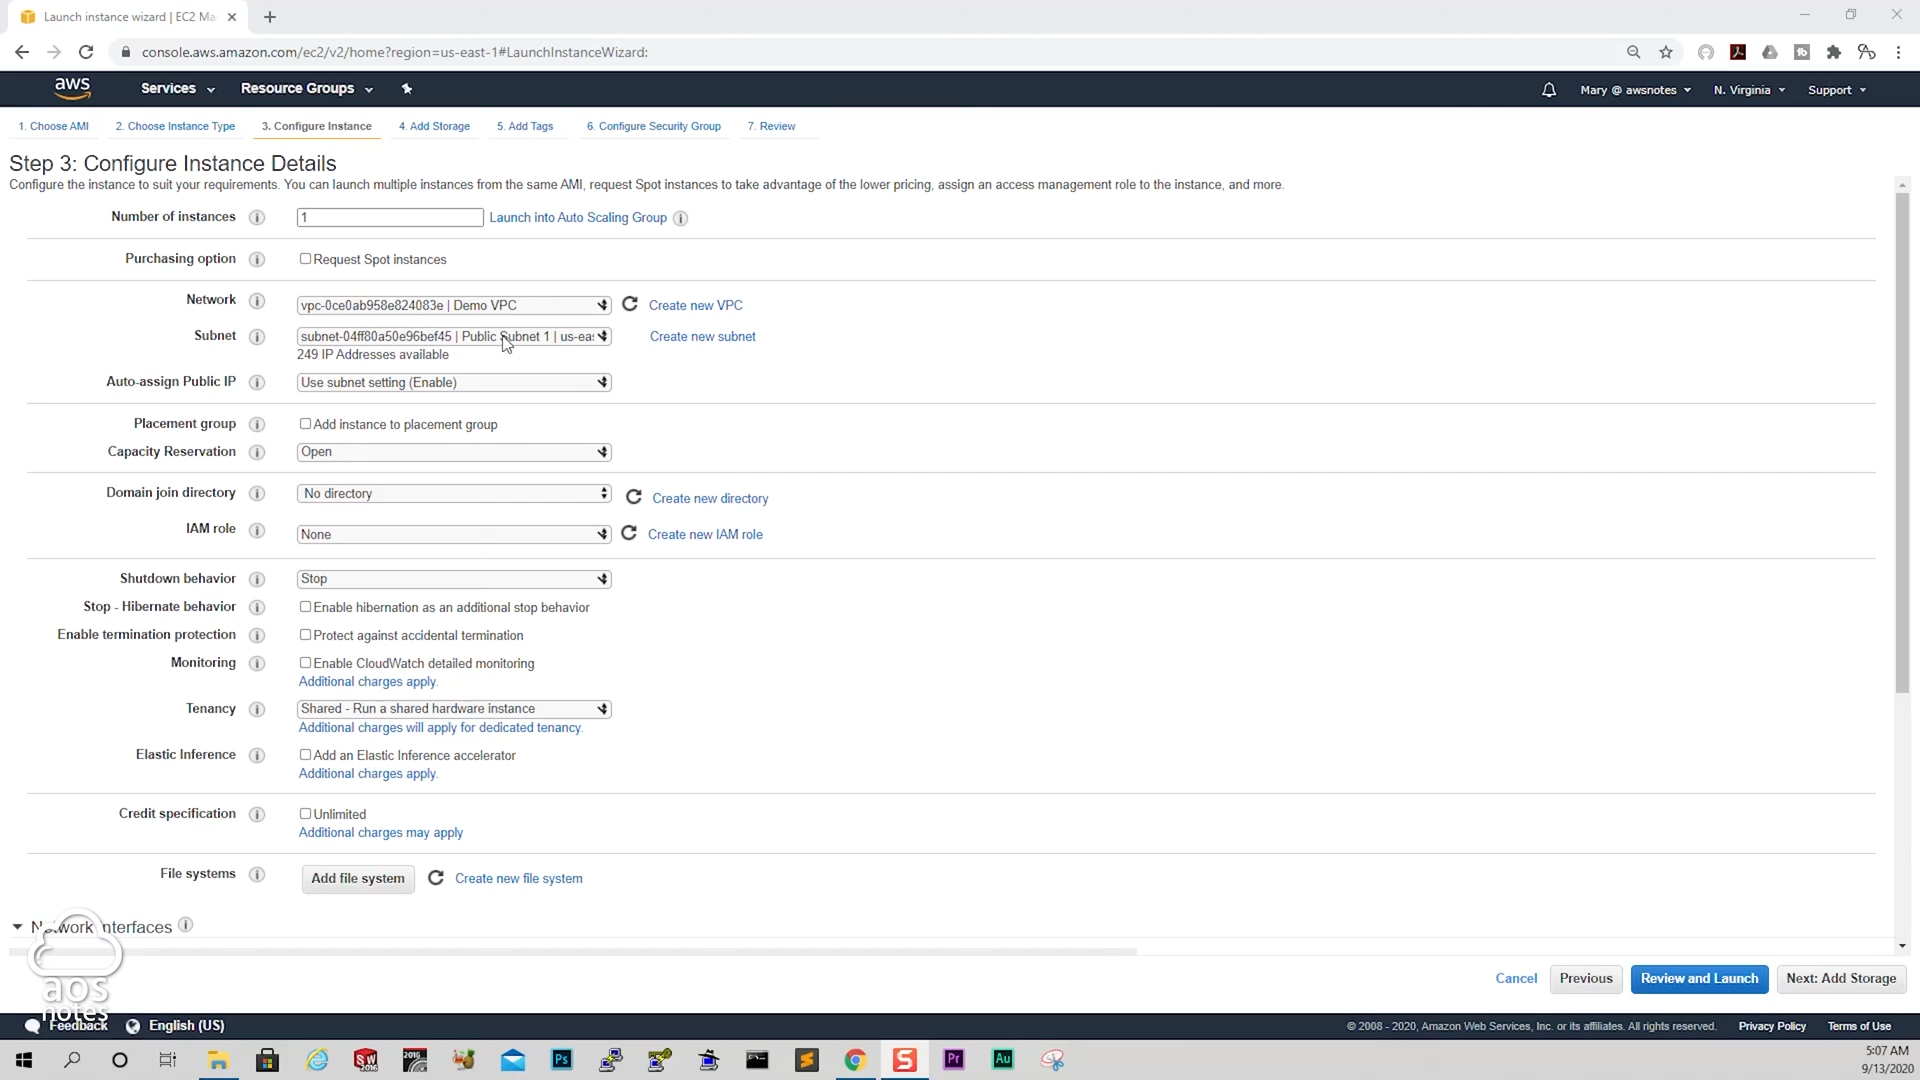 Launch instance wizard | EC2 Ma
console.aws.amazon.com/ec2/v2/home?region=us-east-1#LaunchInstanceWizard:
aws Services Resource Groups Mary @ awsnotes N. Virginia Support
1. Choose AMI 2. Choose Instance Type 3. Configure Instance 4. Add Storage 5. Add Tags 6. Configure Security Group 7. Review
Step 3: Configure Instance Details
Configure the instance to suit your requirements. You can launch multiple instances from the same AMI, request Spot instances to take advantage of the lower pricing, assign an access management role to the instance, and more.
Number of instances 1 Launch into Auto Scaling Group
Purchasing option Request Spot instances
Network vpc-0ce0ab958e824083e | Demo VPC Create new VPC
Subnet subnet-04ff80a50e96bef45 | Public Subnet 1 | us-eas Create new subnet
249 IP Addresses available
Auto-assign Public IP Use subnet setting (Enable)
Placement group Add instance to placement group
Capacity Reservation Open
Domain join directory No directory Create new directory
IAM role None Create new IAM role
Shutdown behavior Stop
Stop - Hibernate behavior Enable hibernation as an additional stop behavior
Enable termination protection Protect against accidental termination
Monitoring Enable CloudWatch detailed monitoring
Additional charges apply.
Tenancy Shared - Run a shared hardware instance
Additional charges will apply for dedicated tenancy.
Elastic Inference Add an Elastic Inference accelerator
Additional charges apply.
Credit specification Unlimited
Additional charges may apply
File systems Add file system Create new file system
Network interfaces
aos
notes
Cancel Previous Review and Launch Next: Add Storage
Feedback English (US) © 2008 - 2020, Amazon Web Services, Inc. or its affiliates. All rights reserved. Privacy Policy Terms of Use
5:07 AM
9/13/2020